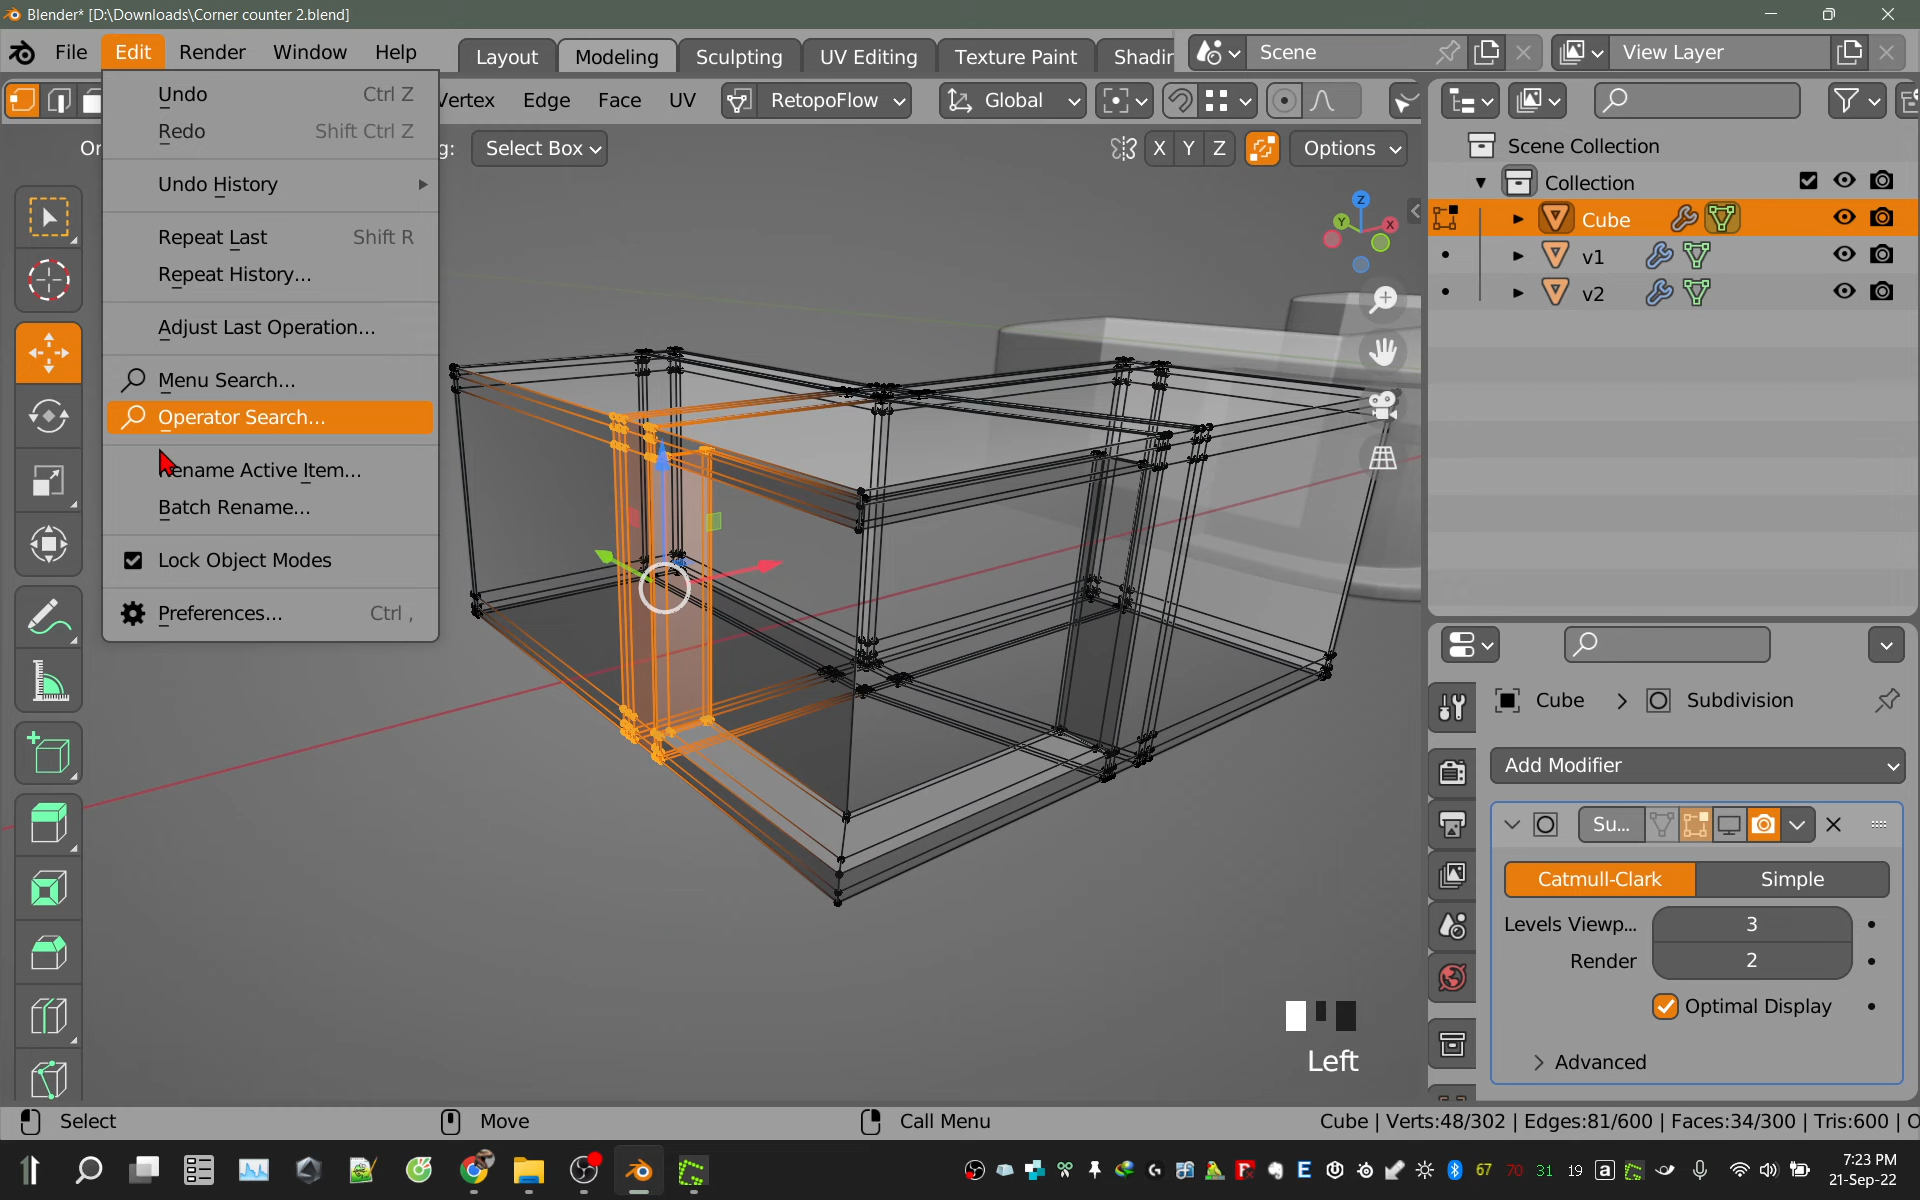 Blender* [D:\Downloads\Corner counter 2.blend]
File Edit Render Window Help Layout Modeling Sculpting UV Editing Texture Paint Scene View Layer
Edge Face UV RetopoFlow Global
Select Box X Y Z Options
Undo Ctrl Z
Redo Shift Ctrl Z
Undo History
Repeat Last Shift R
Repeat History...
Adjust Last Operation...
Menu Search...
Operator Search...
Active Item...
Batch Rename...
Lock Object Modes
Preferences... Ctrl ,
Z
Y
X
Scene Collection
Collection
Cube
v1
v2
Cube Subdivision
Add Modifier
Su...
Catmull-Clark Simple
Levels Viewp... 3
Render 2
Optimal Display
Advanced
Left
Select Move Call Menu Cube | Verts:48/302 | Edges:81/600 | Faces:34/300 | Tris:600 | O
67 70 31 19 a
7:23 PM
21-Sep-22